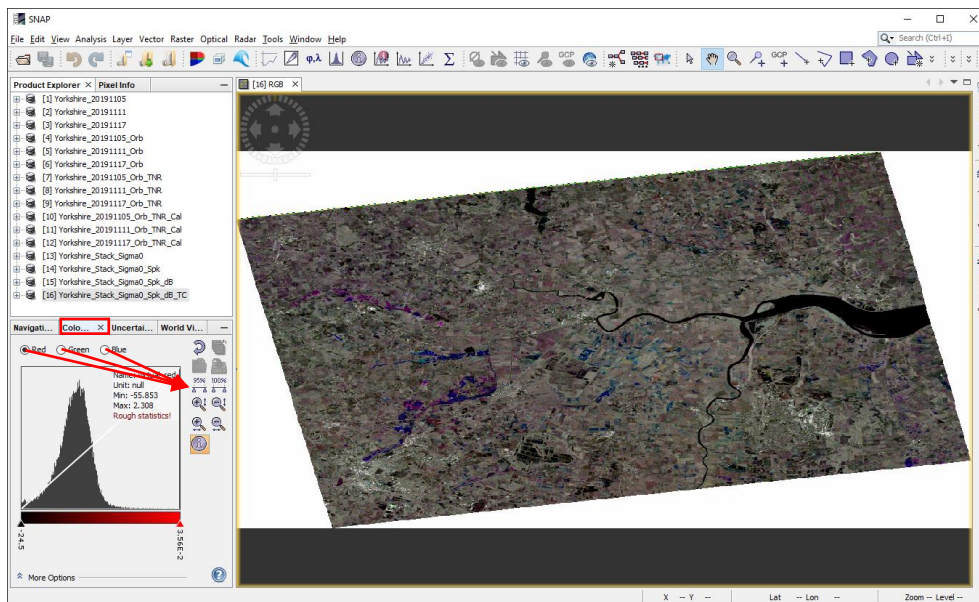 SNAP
File Edit View Analysis Layer Vector Raster Optical Radar Tools Window Help
Search (Ctrl+I)
φ,λ
Σ
GCP
GCP
Product Explorer × Pixel Info
[16] RGB ×
[1] Yorkshire_20191105
[2] Yorkshire_20191111
[3] Yorkshire_20191117
[4] Yorkshire_20191105_Orb
[5] Yorkshire_20191111_Orb
[6] Yorkshire_20191117_Orb
[7] Yorkshire_20191105_Orb_TNR
[8] Yorkshire_20191111_Orb_TNR
[9] Yorkshire_20191117_Orb_TNR
[10] Yorkshire_20191105_Orb_TNR_Cal
[11] Yorkshire_20191111_Orb_TNR_Cal
[12] Yorkshire_20191117_Orb_TNR_Cal
[13] Yorkshire_Stack_Sigma0
[14] Yorkshire_Stack_Sigma0_Spk
[15] Yorkshire_Stack_Sigma0_Spk_dB
[16] Yorkshire_Stack_Sigma0_Spk_dB_TC
Navigati... Colo... × Uncertai... World Vi...
Red Green Blue
95% 100%
Name: red
Unit: null
Min: -55.853
Max: 2.308
Rough statistics!
-24.5
3.56E-2
More Options
X -- Y -- Lat -- Lon -- Zoom -- Level --